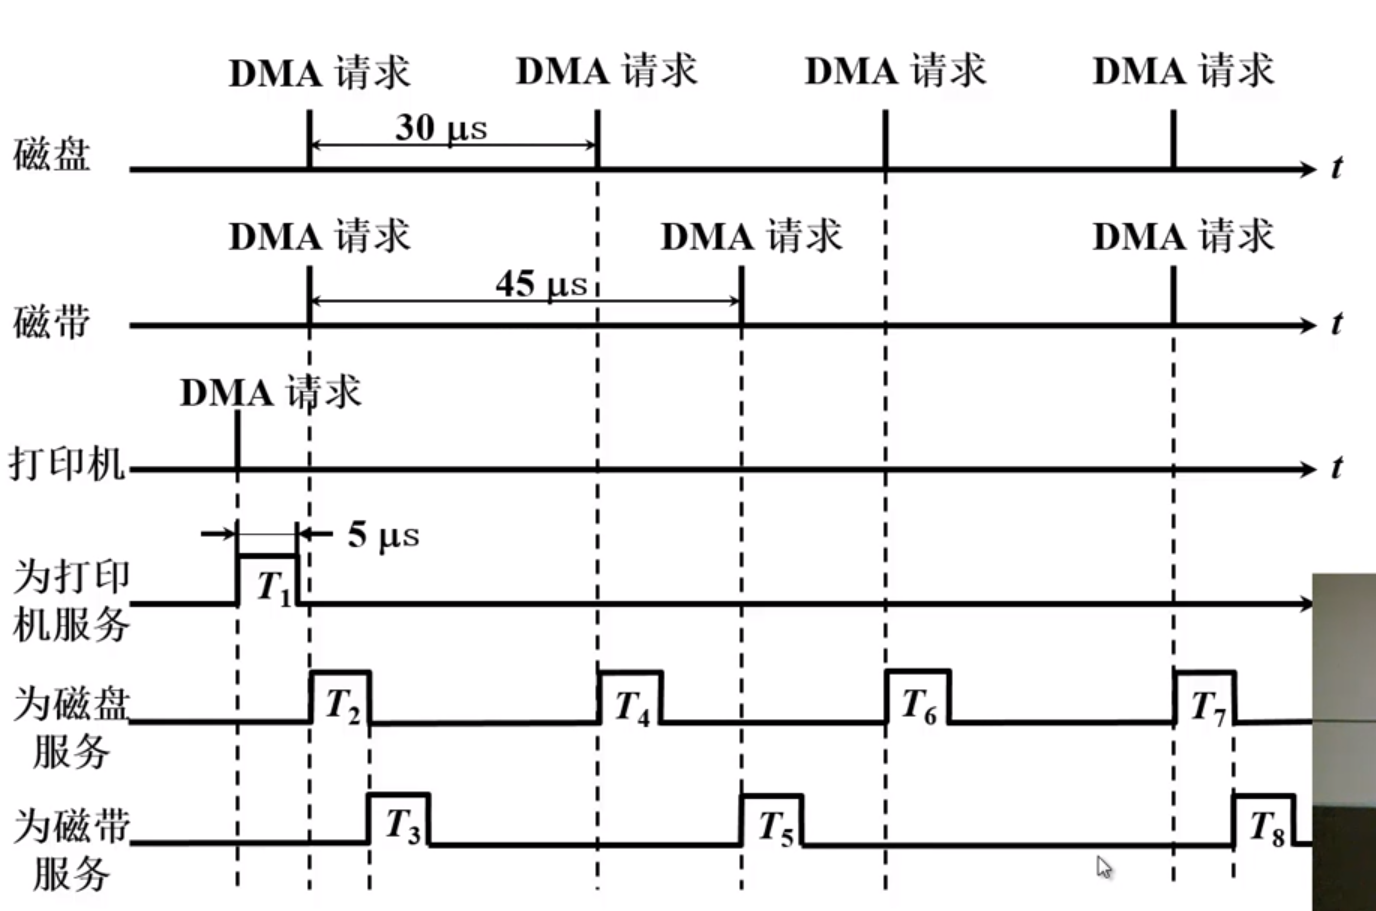 DMA 请求 DMA 请求 DMA 请求 DMA 请求
30 μs
磁盘 t
DMA 请求 DMA 请求 DMA 请求
45 μs
磁带 t
DMA 请求
打印机 t
5 μs
为打印
机服务
T1
为磁盘
服务
T2 T4 T6 T7
为磁带
服务
T3 T5 T8